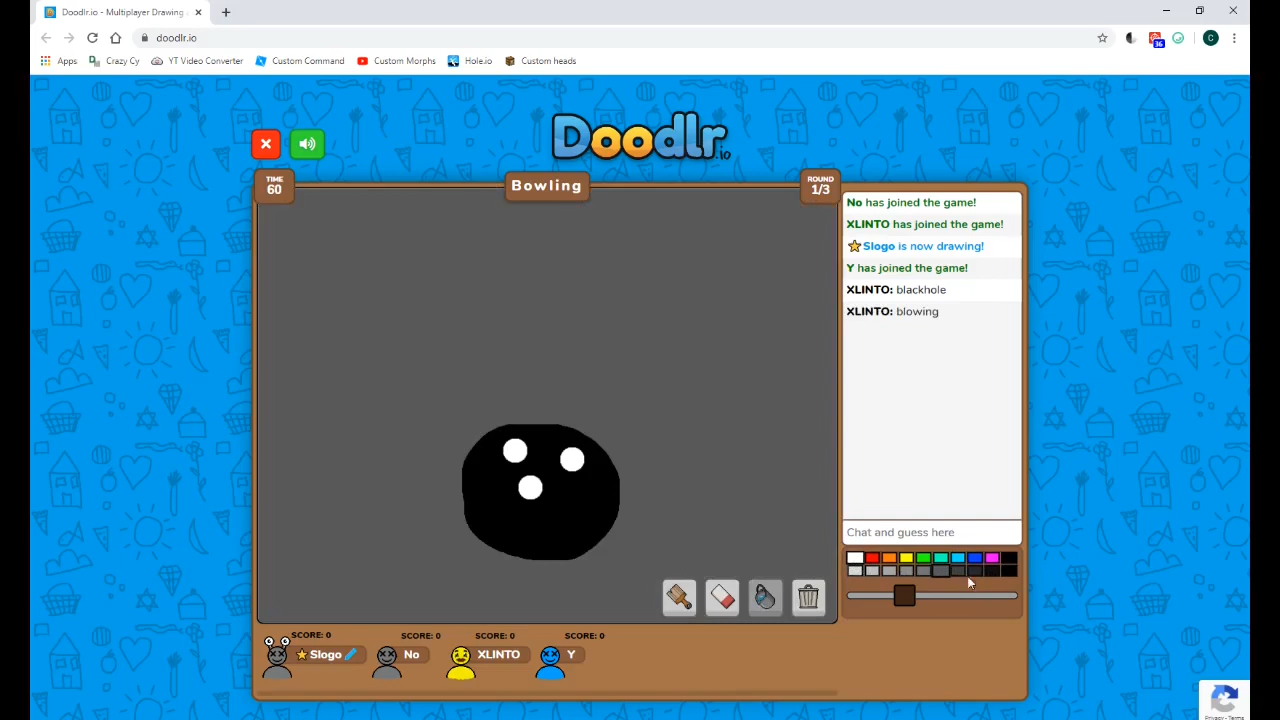 Doodlr.io - Multiplayer Drawing
doodlr.io
36
C
Apps
Crazy Cy
YT Video Converter
Custom Command
Custom Morphs
Hole.io
Custom heads
Doodlr.io
TIME
60
Bowling
ROUND
1/3
No has joined the game!
XLINTO has joined the game!
Slogo is now drawing!
Y has joined the game!
XLINTO: blackhole
XLINTO: blowing
Chat and guess here
SCORE: 0
SCORE: 0
SCORE: 0
SCORE: 0
Slogo
No
XLINTO
Y
Privacy - Terms